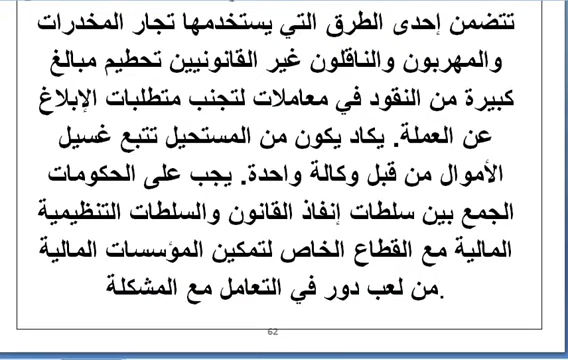 تتضمن إحدى الطرق التي يستخدمها تجار المخدرات
والمهربون والناقلون غير القانونيين تحطيم مبالغ
كبيرة من النقود في معاملات لتجنب متطلبات الإبلاغ
عن العملة. يكاد يكون من المستحيل تتبع غسيل
الأموال من قبل وكالة واحدة. يجب على الحكومات
الجمع بين سلطات إنفاذ القانون والسلطات التنظيمية
المالية مع القطاع الخاص لتمكين المؤسسات المالية
من لعب دور في التعامل مع المشكلة.
62